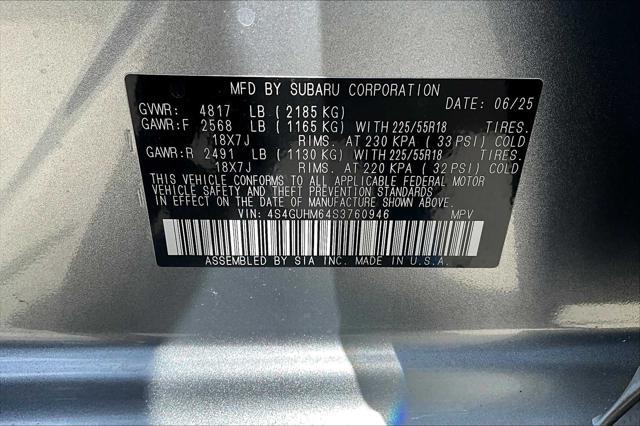 MFD BY SUBARU CORPORATION
GVWR: 4817 LB (2185 KG) DATE: 06/25
GAWR:F 2568 LB (1165 KG) WITH 225/55R18 TIRES.
18X7J RIMS. AT 230 KPA (33 PSI) COLD
GAWR:R 2491 LB (1130 KG) WITH 225/55R18 TIRES.
18X7J RIMS. AT 220 KPA (32 PSI) COLD
THIS VEHICLE CONFORMS TO ALL APPLICABLE FEDERAL MOTOR
VEHICLE SAFETY AND THEFT PREVENTION STANDARDS
IN EFFECT ON THE DATE OF MANUFACTURE SHOWN ABOVE.
VIN: 4S4GUHM64S3760946 MPV
ASSEMBLED BY SIA INC. MADE IN U.S.A.